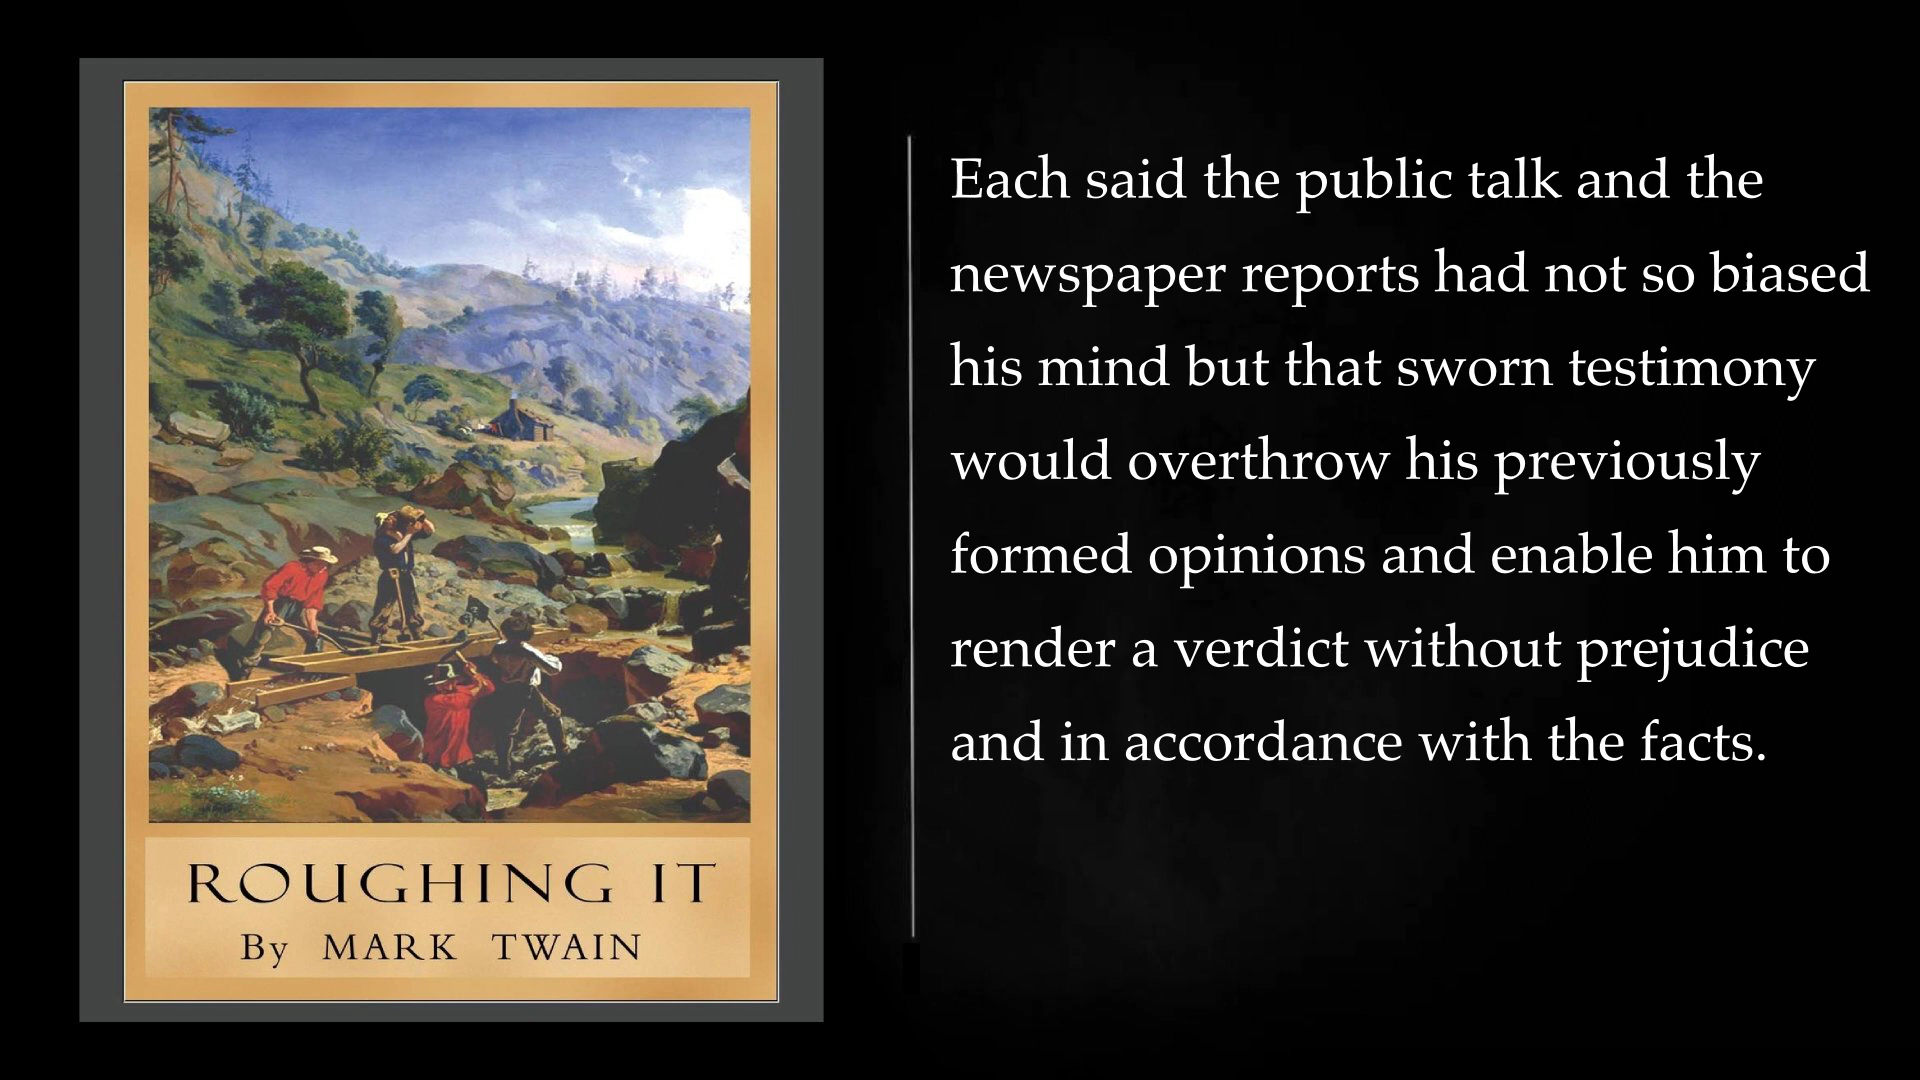 ROUGHING IT
By MARK TWAIN
Each said the public talk and the
newspaper reports had not so biased
his mind but that sworn testimony
would overthrow his previously
formed opinions and enable him to
render a verdict without prejudice
and in accordance with the facts.